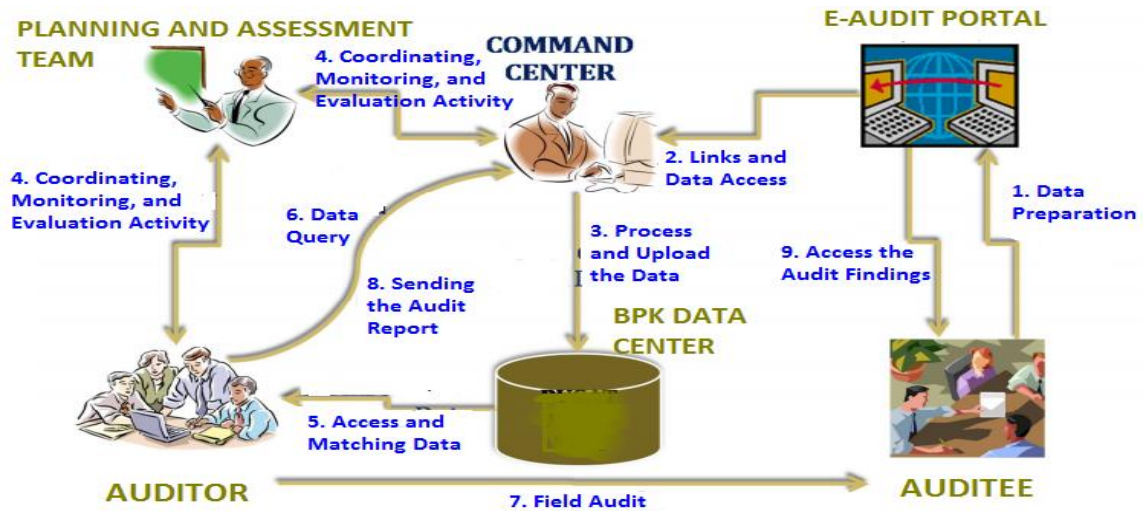 PLANNING AND ASSESSMENT
TEAM
4. Coordinating,
Monitoring, and
Evaluation Activity
COMMAND
CENTER
E-AUDIT PORTAL
2. Links and
Data Access
1. Data
Preparation
4. Coordinating,
Monitoring, and
Evaluation Activity
6. Data
Query
3. Process
and Upload
the Data
9. Access the
Audit Findings
8. Sending
the Audit
Report
BPK DATA
CENTER
5. Access and
Matching Data
AUDITOR
7. Field Audit
AUDITEE